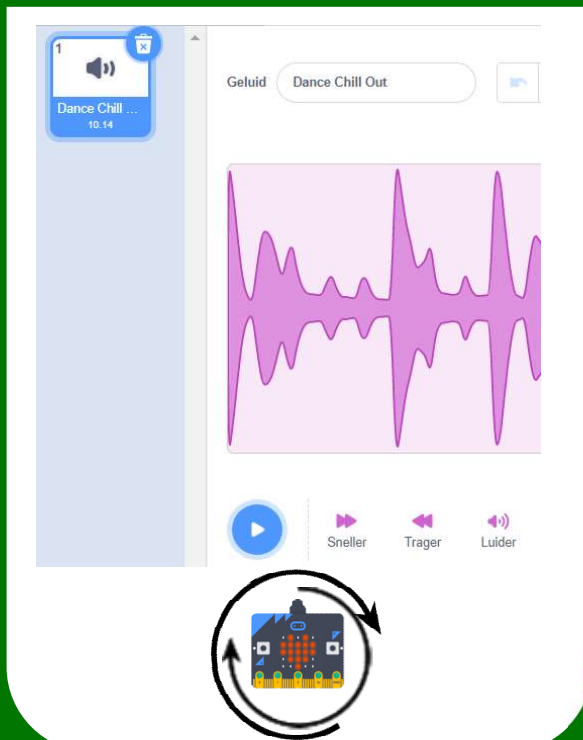 1
Dance Chill ...
10.14
Geluid Dance Chill Out
Sneller Trager Luider